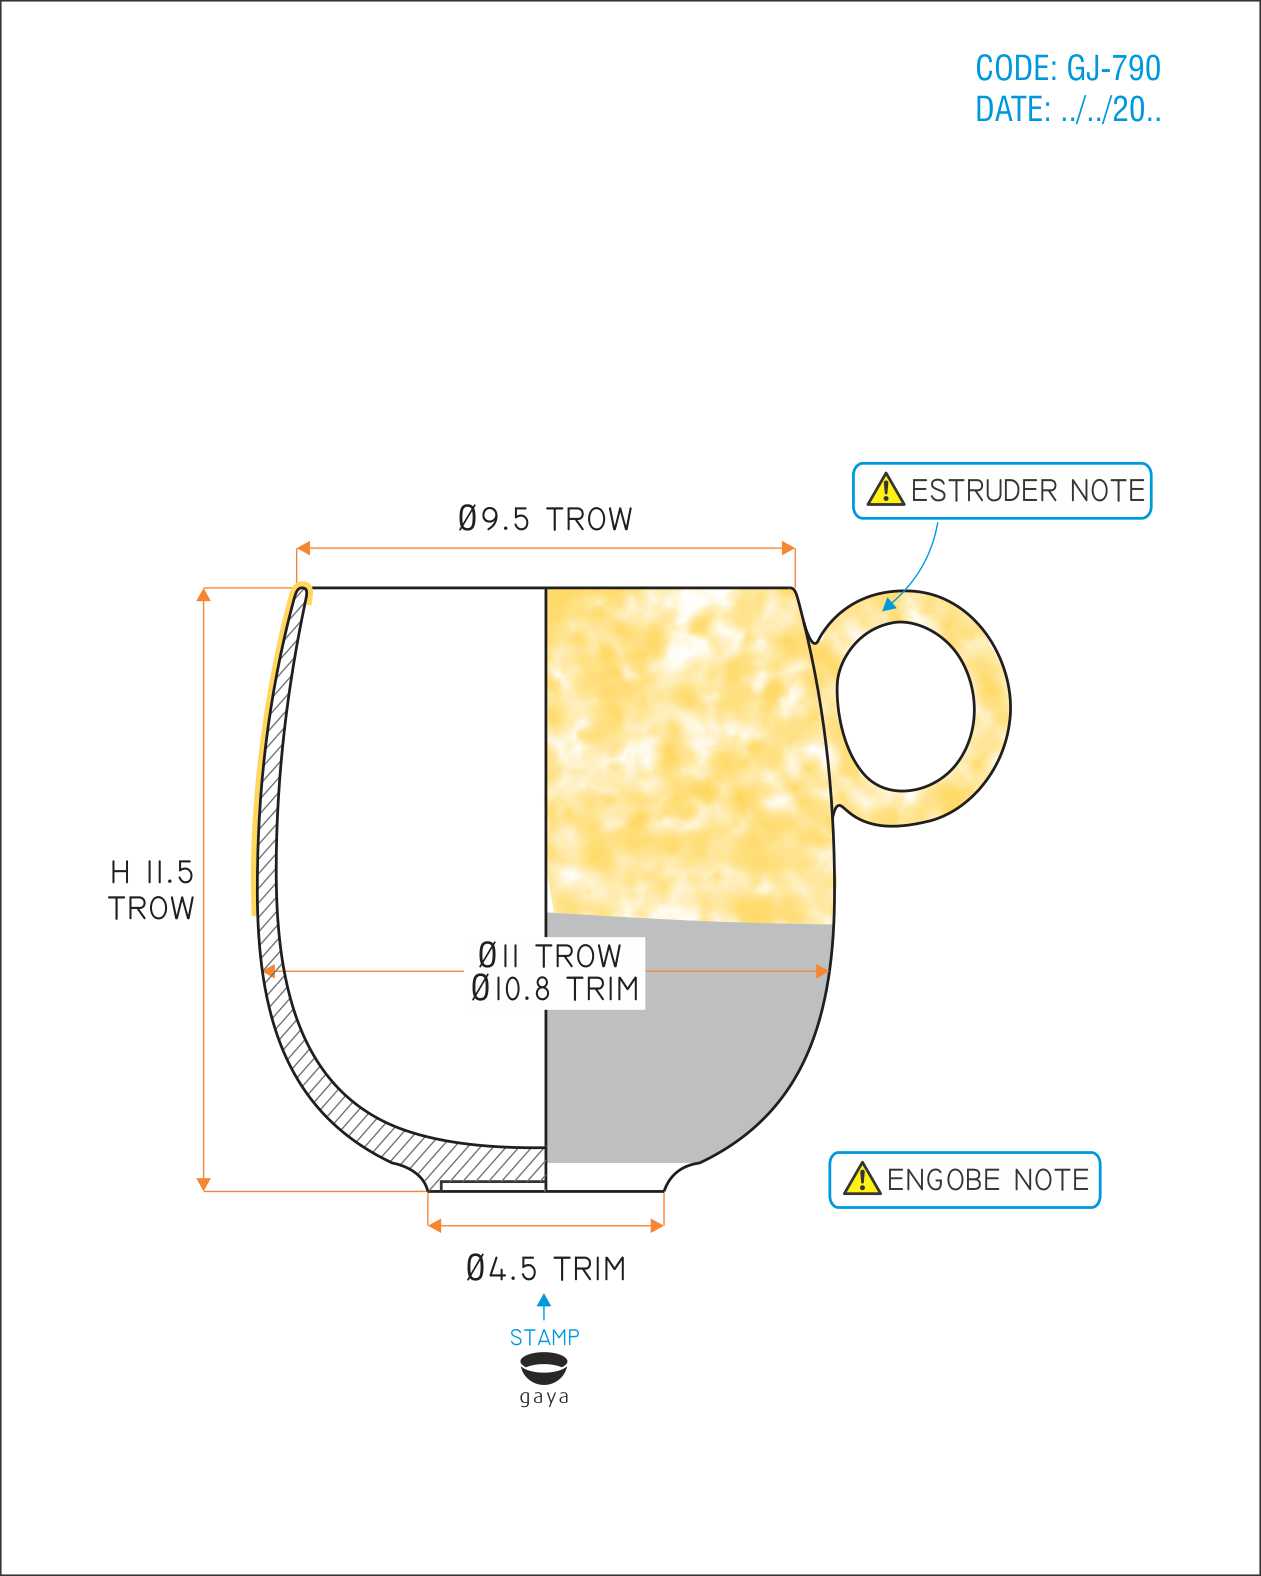 CODE: GJ-790
DATE: ../../20..
ESTRUDER NOTE
Ø9.5 TROW
H 11.5
TROW
Ø11 TROW
Ø10.8 TRIM
ENGOBE NOTE
Ø4.5 TRIM
STAMP
gaya